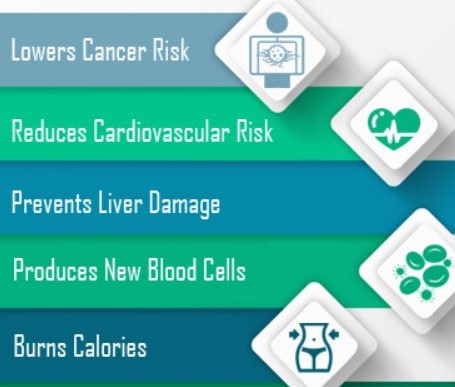 Lowers Cancer Risk
Reduces Cardiovascular Risk
Prevents Liver Damage
Produces New Blood Cells
Burns Calories